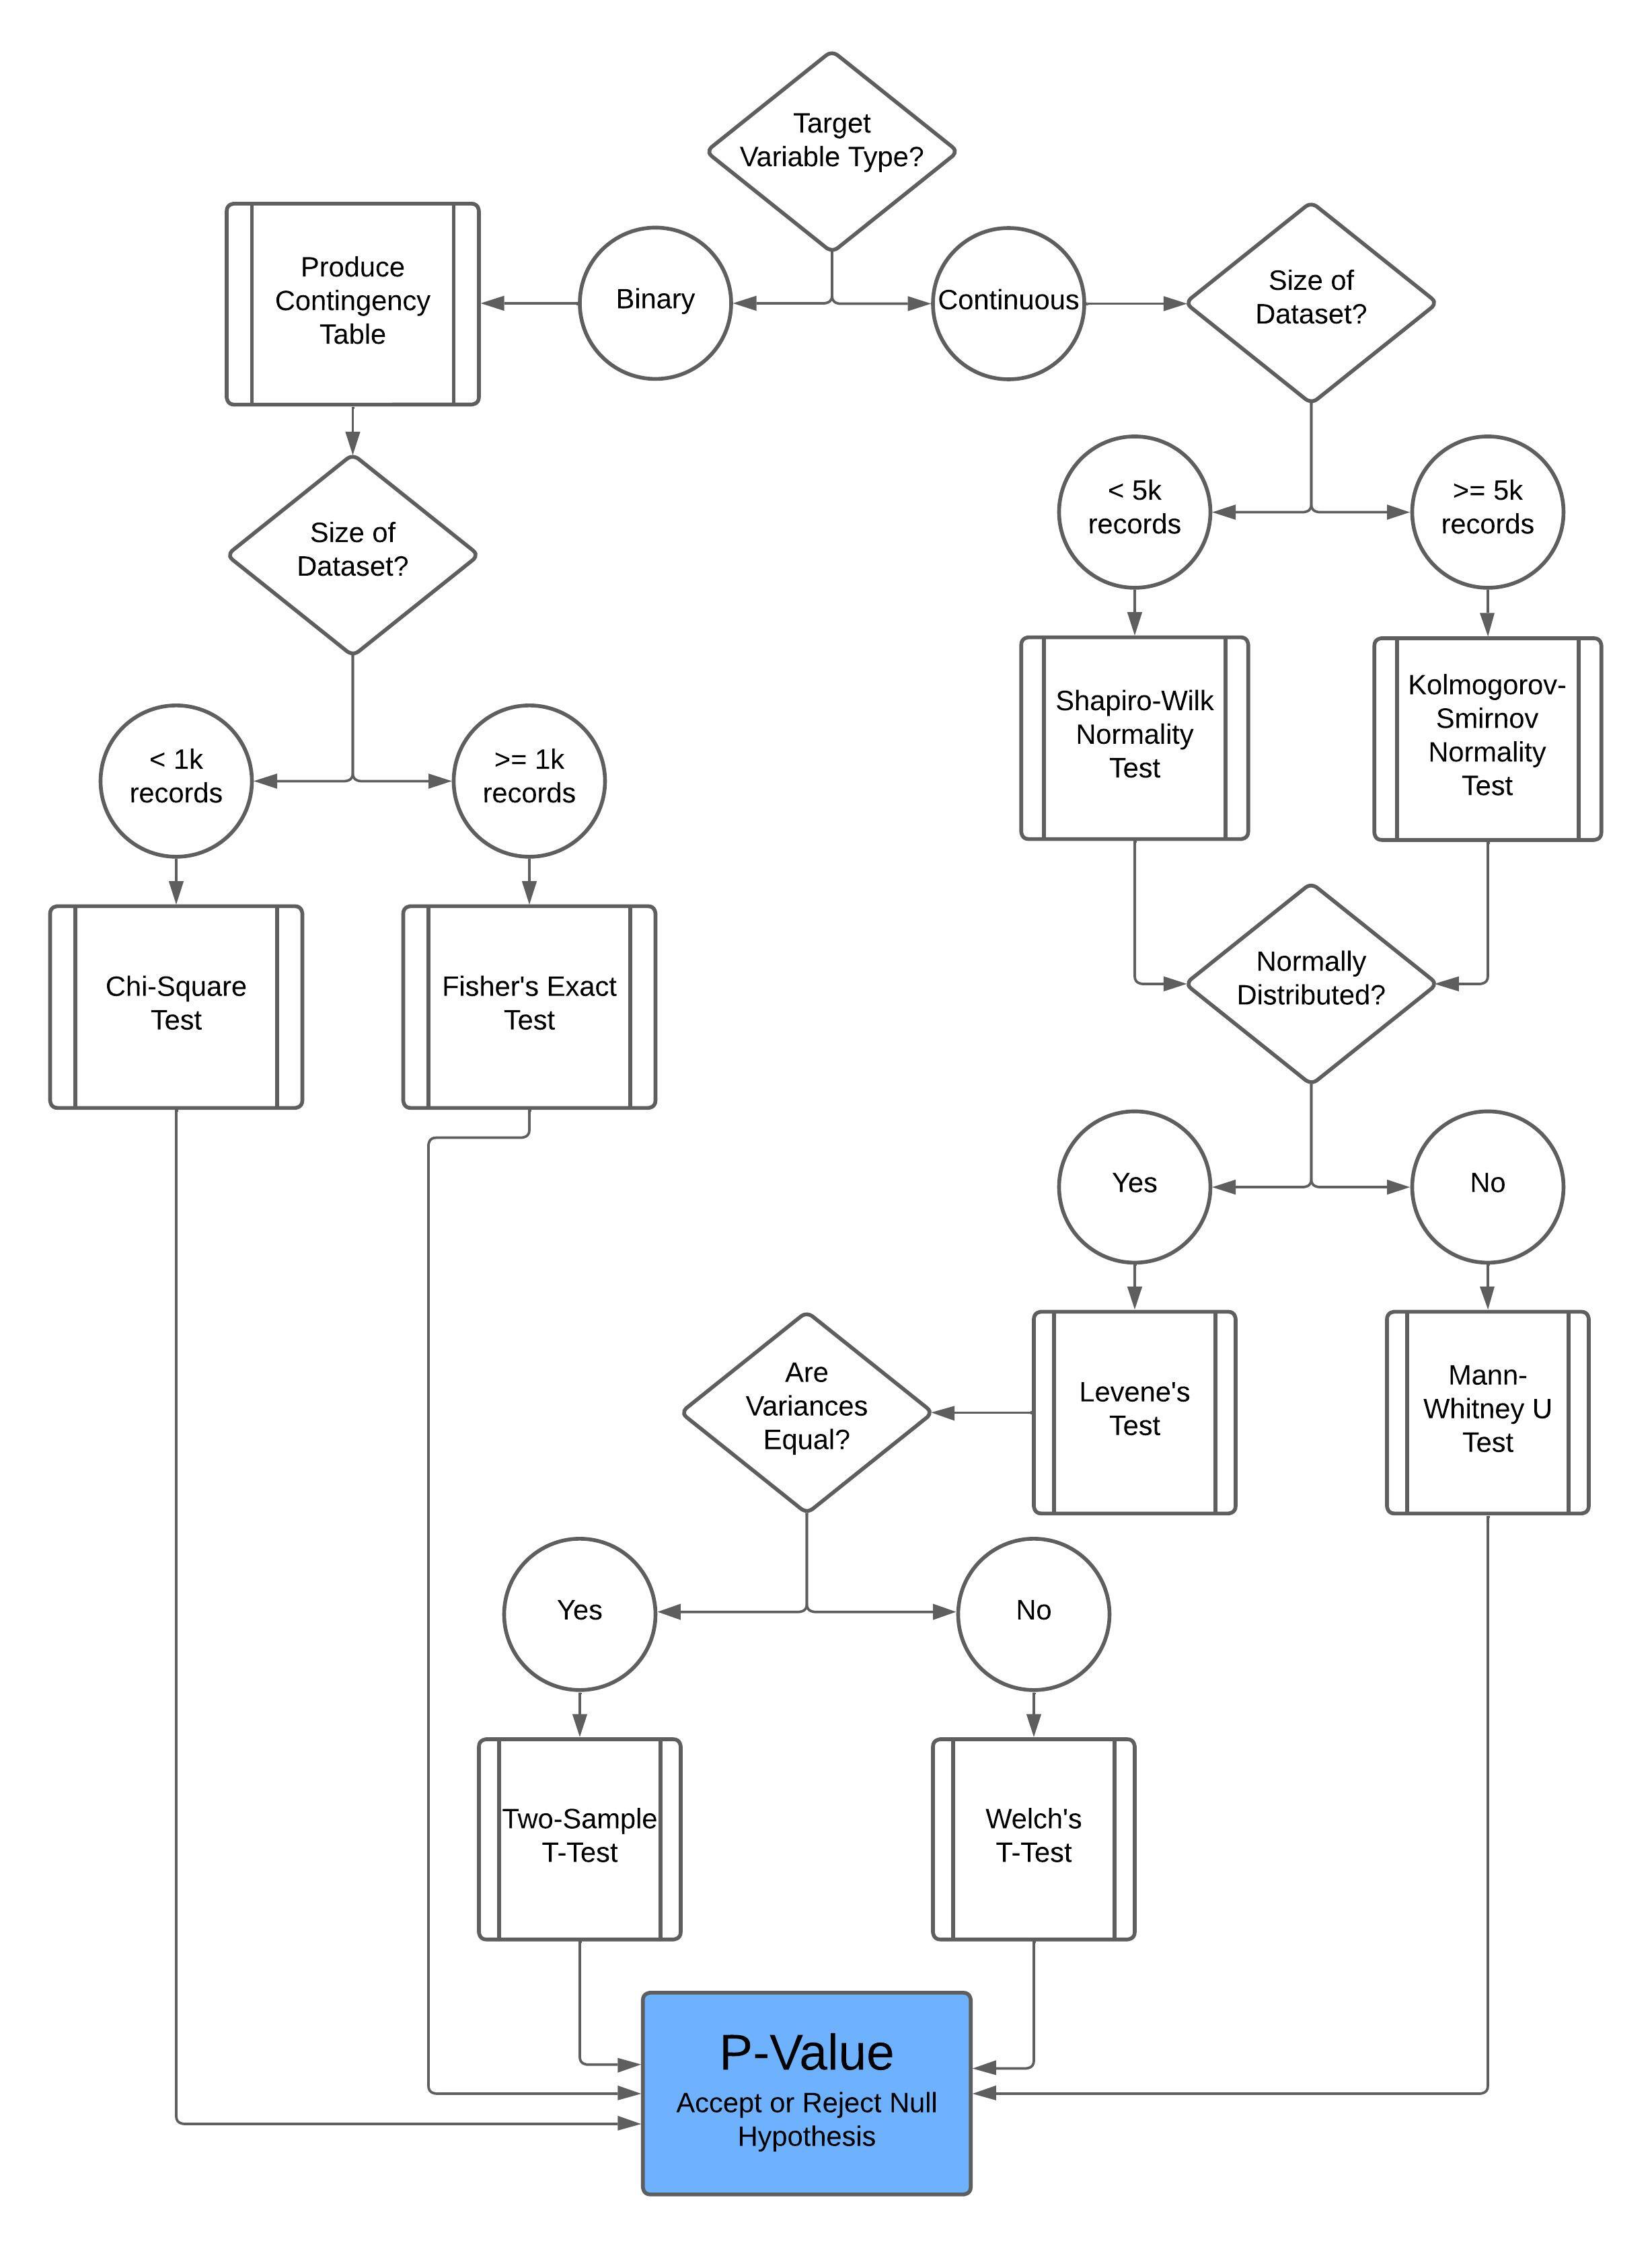 Target
Variable Type?
Produce
Contingency
Table
Binary
Continuous
Size of
Dataset?
< 5k
records
>= 5k
records
Size of
Dataset?
Shapiro-Wilk
Normality
Test
Kolmogorov-
Smirnov
Normality
Test
< 1k
records
>= 1k
records
Chi-Square
Test
Fisher's Exact
Test
Normally
Distributed?
Yes
No
Are
Variances
Equal?
Levene's
Test
Mann-
Whitney U
Test
Yes
No
Two-Sample
T-Test
Welch's
T-Test
P-Value
Accept or Reject Null
Hypothesis